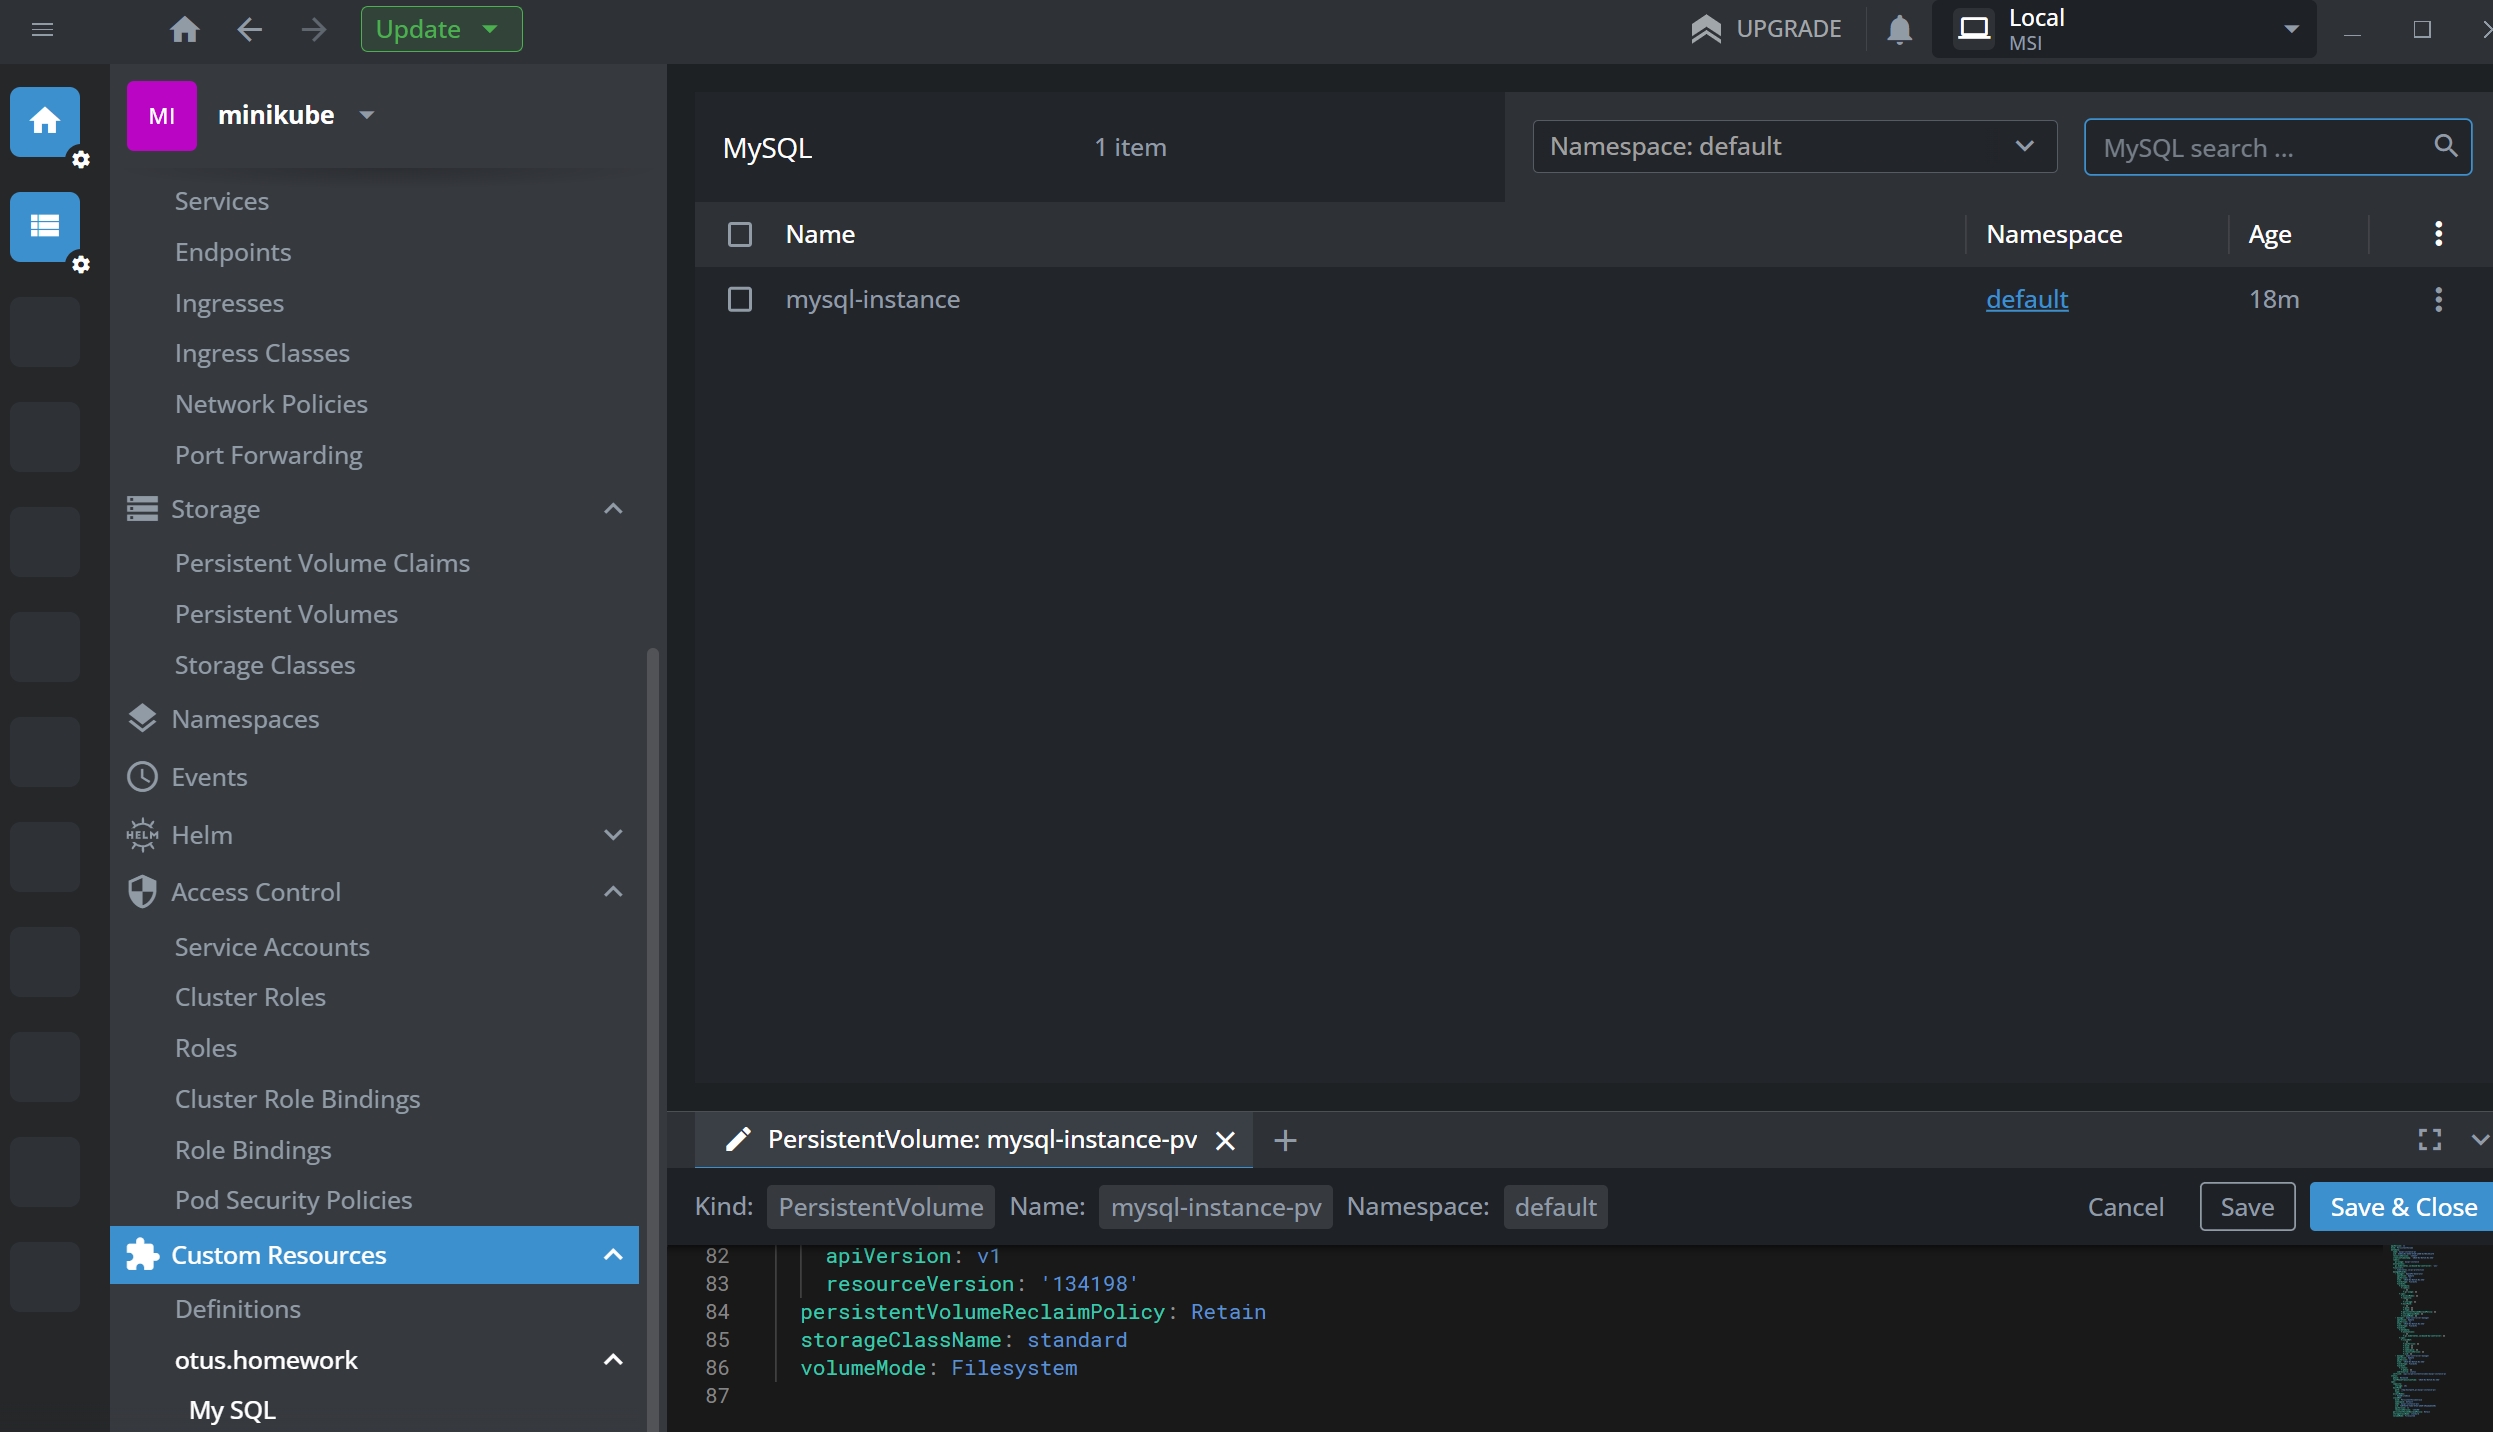 Update
UPGRADE
Local
MSI
MI
minikube
Services
Endpoints
Ingresses
Ingress Classes
Network Policies
Port Forwarding
Storage
Persistent Volume Claims
Persistent Volumes
Storage Classes
Namespaces
Events
HELM
Helm
Access Control
Service Accounts
Cluster Roles
Roles
Cluster Role Bindings
Role Bindings
Pod Security Policies
Custom Resources
Definitions
otus.homework
My SQL
MySQL 1 item Namespace: default MySQL search ...
Name Namespace Age
mysql-instance default 18m
PersistentVolume: mysql-instance-pv
Kind: PersistentVolume Name: mysql-instance-pv Namespace: default Cancel Save Save & Close
82 apiVersion: v1
83 resourceVersion: '134198'
84 persistentVolumeReclaimPolicy: Retain
85 storageClassName: standard
86 volumeMode: Filesystem
87